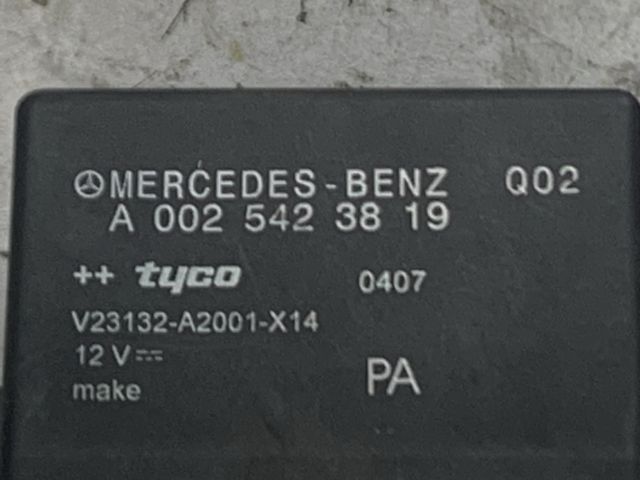 MERCEDES-BENZ Q02
A 002 542 38 19
++ tyco 0407
V23132-A2001-X14
12 V
make PA